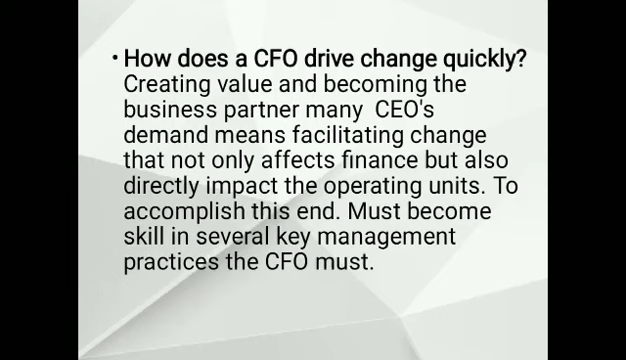 • How does a CFO drive change quickly?
Creating value and becoming the
business partner many  CEO's
demand means facilitating change
that not only affects finance but also
directly impact the operating units. To
accomplish this end. Must become
skill in several key management
practices the CFO must.